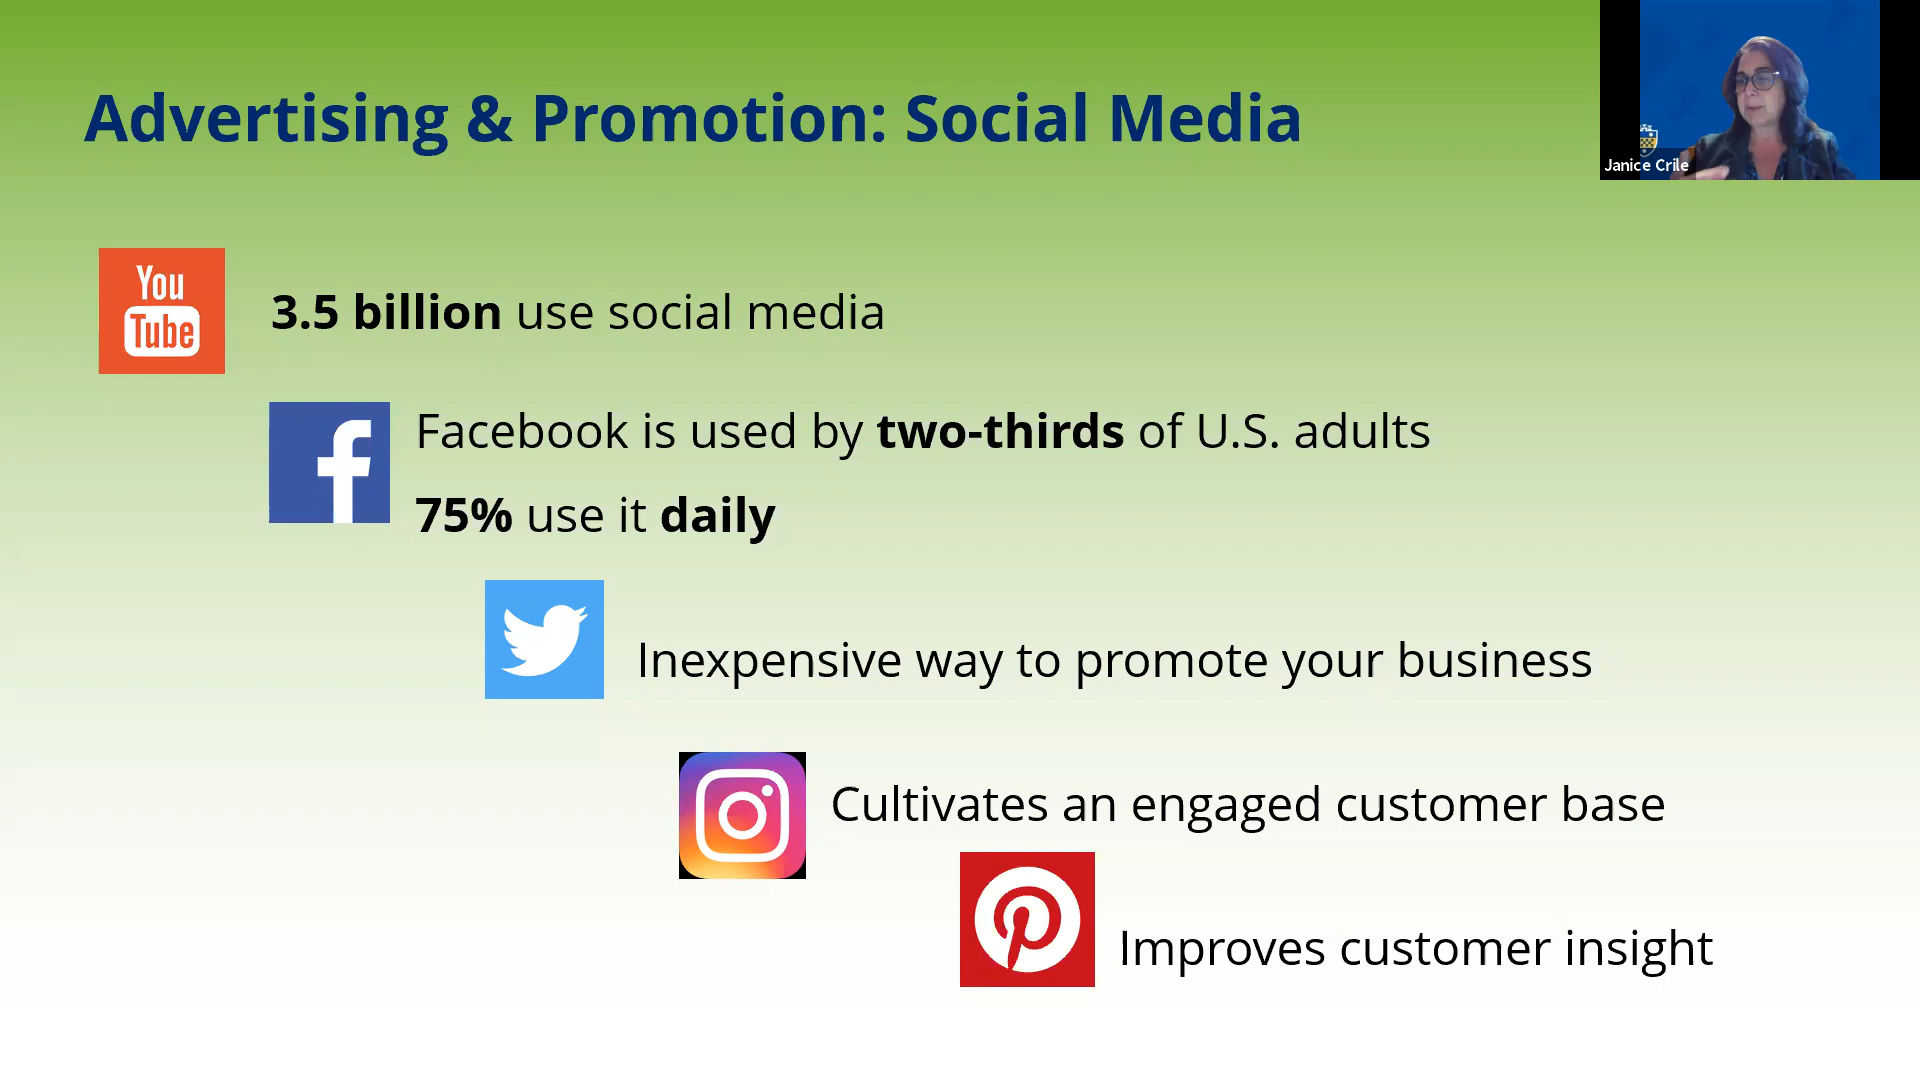 Advertising & Promotion: Social Media
Janice Crile
You
Tube
3.5 billion use social media
f
Facebook is used by two-thirds of U.S. adults
75% use it daily
Inexpensive way to promote your business
Cultivates an engaged customer base
Improves customer insight